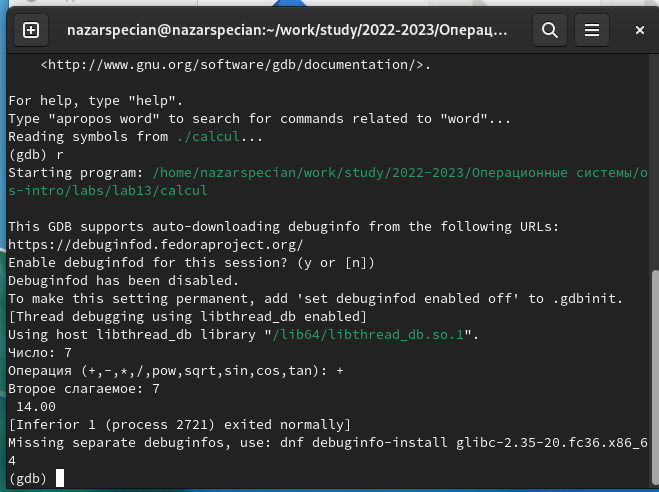 nazarspecian@nazarspecian:~/work/study/2022-2023/Операц...
<http://www.gnu.org/software/gdb/documentation/>.
For help, type "help".
Type "apropos word" to search for commands related to "word"...
Reading symbols from ./calcul...
(gdb) r
Starting program: /home/nazarspecian/work/study/2022-2023/Операционные системы/o
s-intro/labs/lab13/calcul
This GDB supports auto-downloading debuginfo from the following URLs:
https://debuginfod.fedoraproject.org/
Enable debuginfod for this session? (y or [n])
Debuginfod has been disabled.
To make this setting permanent, add 'set debuginfod enabled off' to .gdbinit.
[Thread debugging using libthread_db enabled]
Using host libthread_db library "/lib64/libthread_db.so.1".
Число: 7
Операция (+,-,*,/,pow,sqrt,sin,cos,tan): +
Второе слагаемое: 7
14.00
[Inferior 1 (process 2721) exited normally]
Missing separate debuginfos, use: dnf debuginfo-install glibc-2.35-20.fc36.x86_6
4
(gdb)